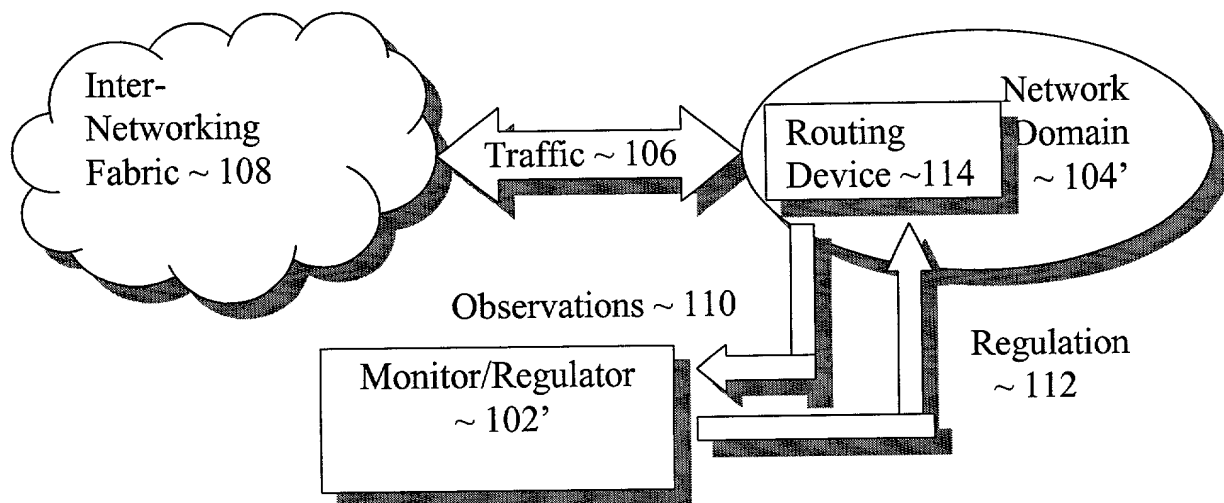 Inter-
Networking
Fabric ~ 108
Traffic ~ 106
Routing
Device ~114
Network
Domain
~ 104’
Observations ~ 110
Monitor/Regulator
~ 102’
Regulation
~ 112